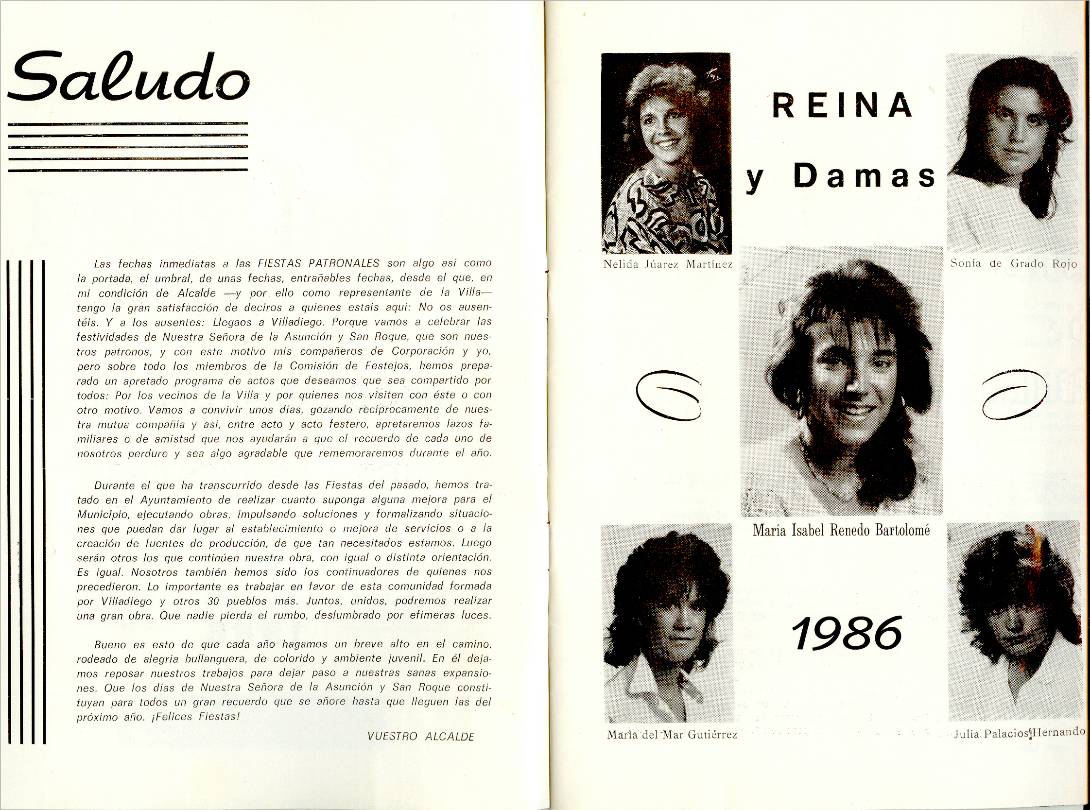 Saludo
Las fechas inmediatas a las FIESTAS PATRONALES son algo así como
la portada, el umbral, de unas fechas, entrañables fechas, desde el que, en
mi condición de Alcalde —y por ello como representante de la Villa—
tengo la gran satisfacción de deciros a quienes estais aquí: No os ausen-
téis. Y a los ausentes: Llegaos a Villadiego. Porque vamos a celebrar las
festividades de Nuestra Señora de la Asunción y San Roque, que son nues-
tros patronos, y con este motivo mis compañeros de Corporación y yo,
pero sobre todo los miembros de la Comisión de Festejos, hemos prepa-
rado un apretado programa de actos que deseamos que sea compartido por
todos: Por los vecinos de la Villa y por quienes nos visiten con éste o con
otro motivo. Vamos a convivir unos días, gozando recíprocamente de nues-
tra mutua compañía y así, entre acto y acto festero, apretaremos lazos fa-
miliares o de amistad que nos ayudarán a que el recuerdo de cada uno de
nosotros perdure y sea algo agradable que rememoraremos durante el año.
Durante el que ha transcurrido desde las Fiestas del pasado, hemos tra-
tado en el Ayuntamiento de realizar cuanto suponga alguna mejora para el
Municipio, ejecutando obras, impulsando soluciones y formalizando situacio-
nes que puedan dar lugar al establecimiento o mejora de servicios o a la
creación de fuentes de producción, de que tan necesitados estamos. Luego
serán otros los que continúen nuestra obra, con igual o distinta orientación.
Es igual. Nosotros también hemos sido los continuadores de quienes nos
precedieron. Lo importante es trabajar en favor de esta comunidad formada
por Villadiego y otros 30 pueblos más. Juntos, unidos, podremos realizar
una gran obra. Que nadie pierda el rumbo, deslumbrado por efímeras luces.
Bueno es esto de que cada año hagamos un breve alto en el camino,
rodeado de alegría bullanguera, de colorido y ambiente juvenil. En él deja-
mos reposar nuestros trabajos para dejar paso a nuestras sanas expansio-
nes. Que los días de Nuestra Señora de la Asunción y San Roque consti-
tuyan para todos un gran recuerdo que se añore hasta que lleguen las del
próximo año. ¡Felices Fiestas!
VUESTRO ALCALDE
REINA
y Damas
Nelida Júarez Martínez
Sonia de Grado Rojo
Maria Isabel Renedo Bartolomé
1986
María del Mar Gutiérrez
Julia Palacios Hernando